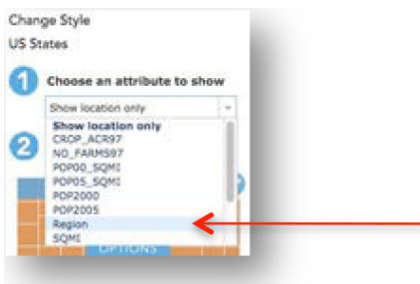 Change Style
US States
1 Choose an attribute to show
Show location only
Show location only
CROP_ACR97
2
NO_FARMS97
POP00_SQMI
POP05_SQMI
POP2000
POP2005
Region
SQMI
OPTIONS